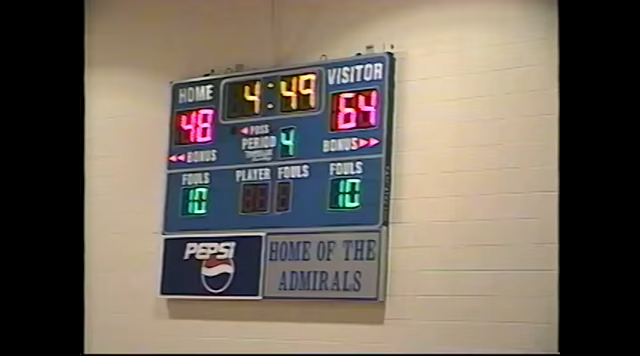 HOME 4:49 VISITOR
48 64
◀POSS
PERIOD 4
◀◀BONUS BONUS▶▶
FOULS PLAYER FOULS FOULS
10 10
PEPSI HOME OF THE
ADMIRALS